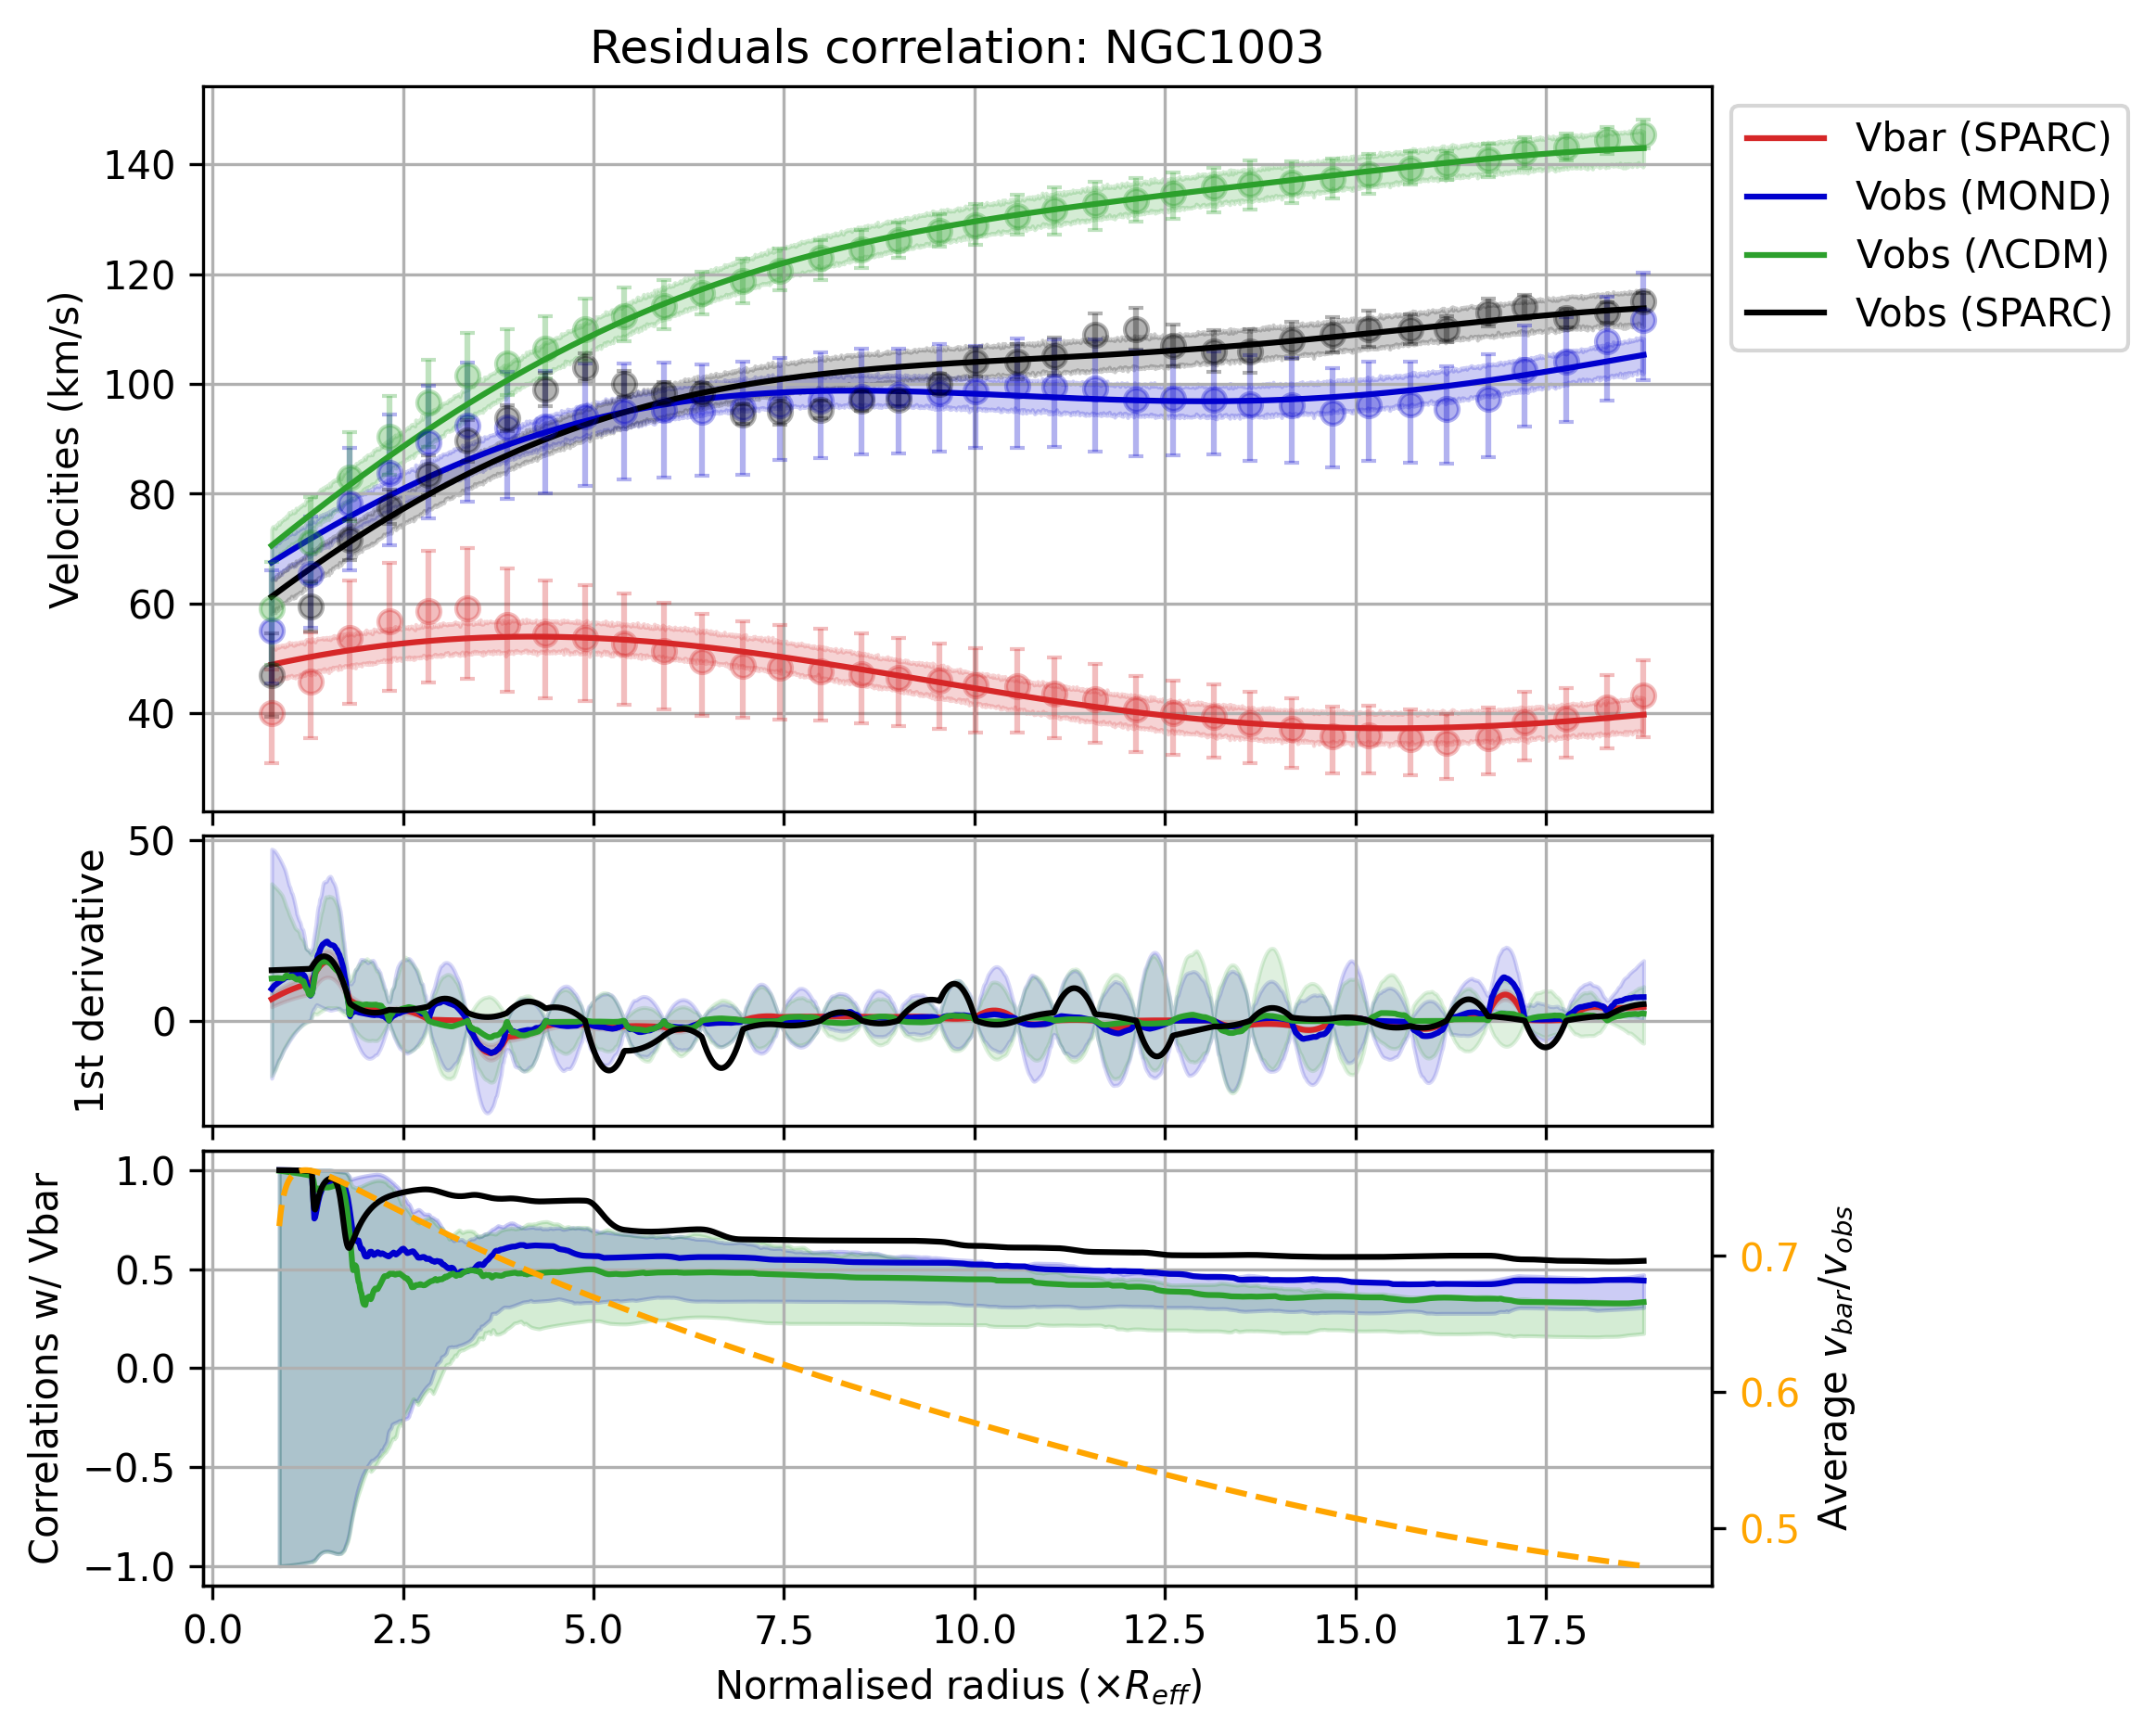 Residuals correlation: NGC1003
Velocities (km/s)
140
120
100
80
60
40
Vbar (SPARC)
Vobs (MOND)
Vobs (ΛCDM)
Vobs (SPARC)
1st derivative
50
0
Correlations w/ Vbar
1.0
0.5
0.0
−0.5
−1.0
0.7
0.6
0.5
Average v_bar/v_obs
0.0 2.5 5.0 7.5 10.0 12.5 15.0 17.5
Normalised radius (×R_eff)